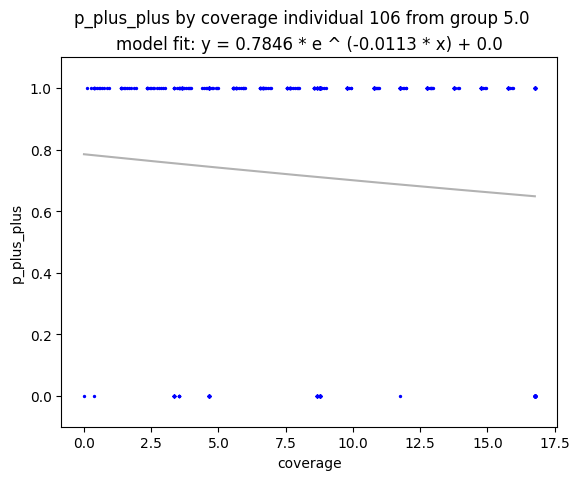 p_plus_plus by coverage individual 106 from group 5.0
model fit: y = 0.7846 * e ^ (-0.0113 * x) + 0.0
p_plus_plus
1.0
0.8
0.6
0.4
0.2
0.0
0.0 2.5 5.0 7.5 10.0 12.5 15.0 17.5
coverage